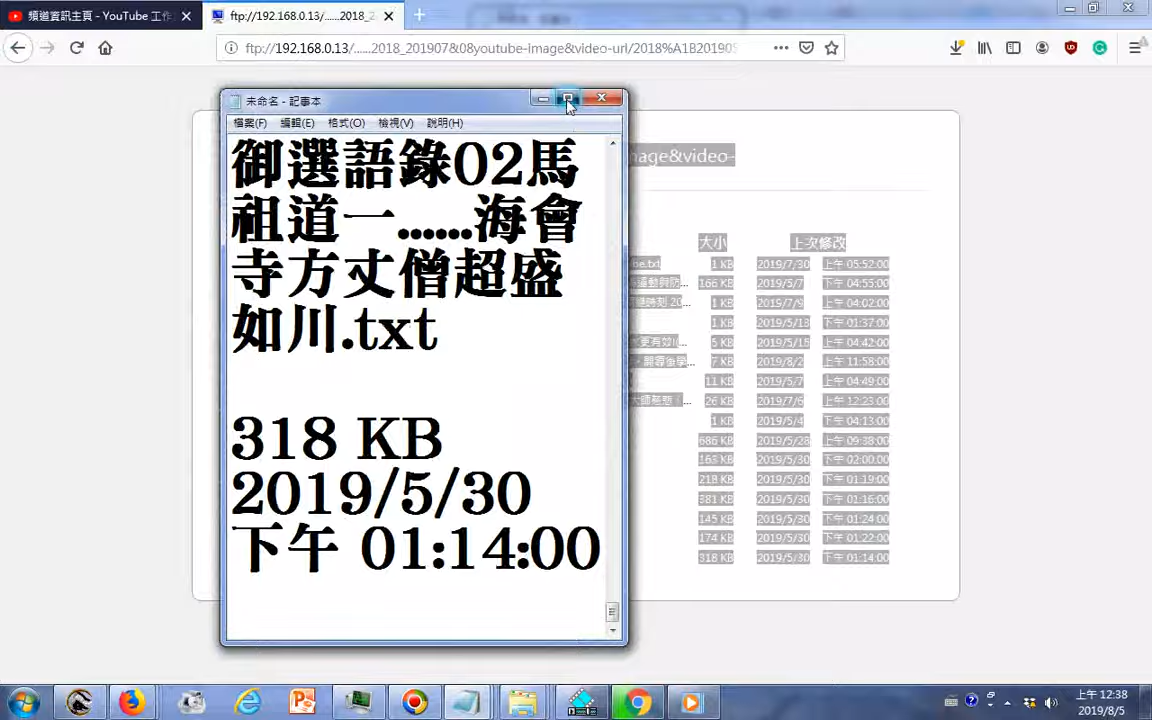 頻道資訊主頁 - YouTube 工作
ftp://192.168.0.13/......2018_2
ftp://192.168.0.13/......2018_201907&08youtube-image&video-url/2018%A1B201905
未命名 - 記事本
檔案(F) 編輯(E) 格式(O) 檢視(V) 說明(H)
御選語錄02馬
祖道一......海會
寺方丈僧超盛
如川.txt
318 KB
2019/5/30
下午 01:14:00
age&video-
大小 上次修改
be.txt 1 KB 2019/7/30 上午 05:52:00
166 KB 2019/5/7 下午 04:55:00
1 KB 2019/7/9 上午 04:02:00
1 KB 2019/5/18 下午 01:37:00
5 KB 2019/5/15 上午 04:42:00
7 KB 2019/8/2 上午 11:58:00
11 KB 2019/5/7 上午 04:49:00
26 KB 2019/7/6 上午 12:23:00
1 KB 2019/5/4 下午 04:13:00
686 KB 2019/5/28 上午 09:38:00
163 KB 2019/5/30 下午 02:00:00
218 KB 2019/5/30 下午 01:19:00
381 KB 2019/5/30 下午 01:16:00
145 KB 2019/5/30 下午 01:24:00
174 KB 2019/5/30 下午 01:22:00
318 KB 2019/5/30 下午 01:14:00
上午 12:38
2019/8/5